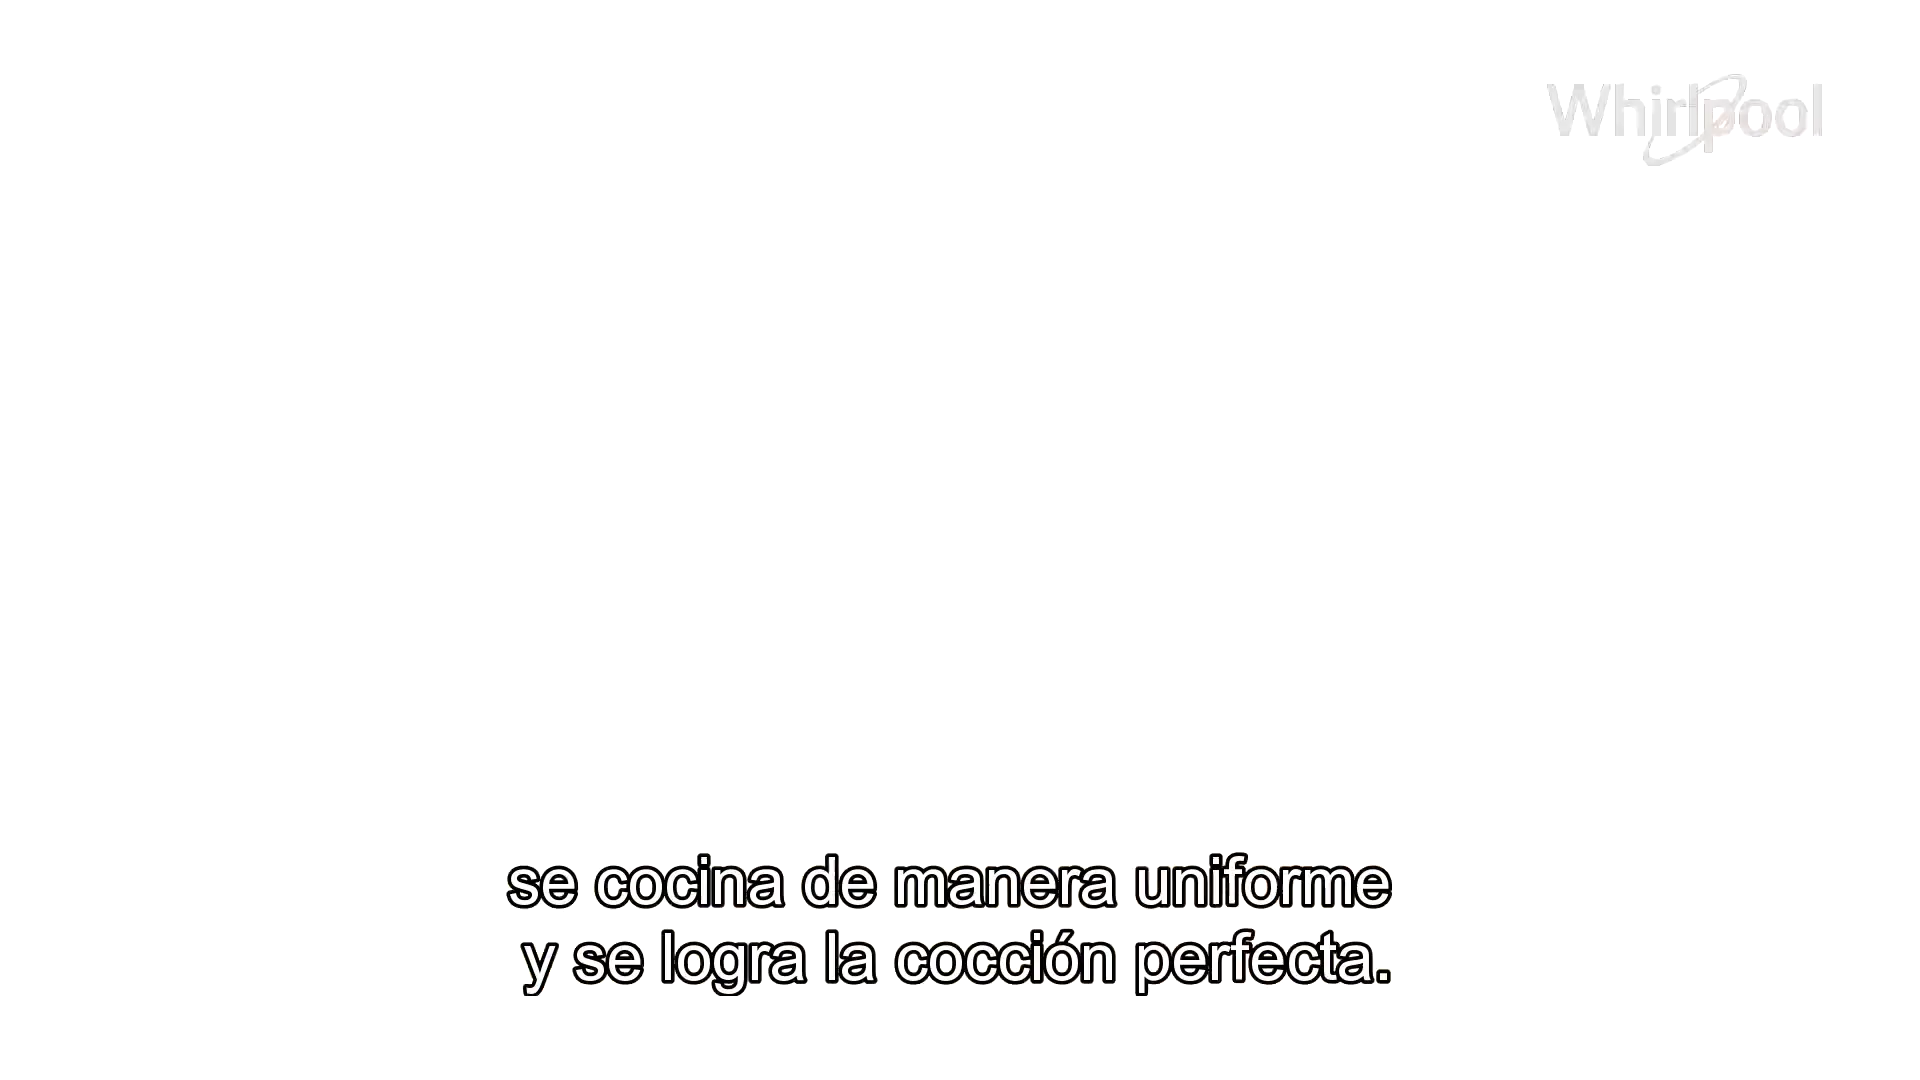 Whirlpool
se cocina de manera uniforme
y se logra la cocción perfecta.